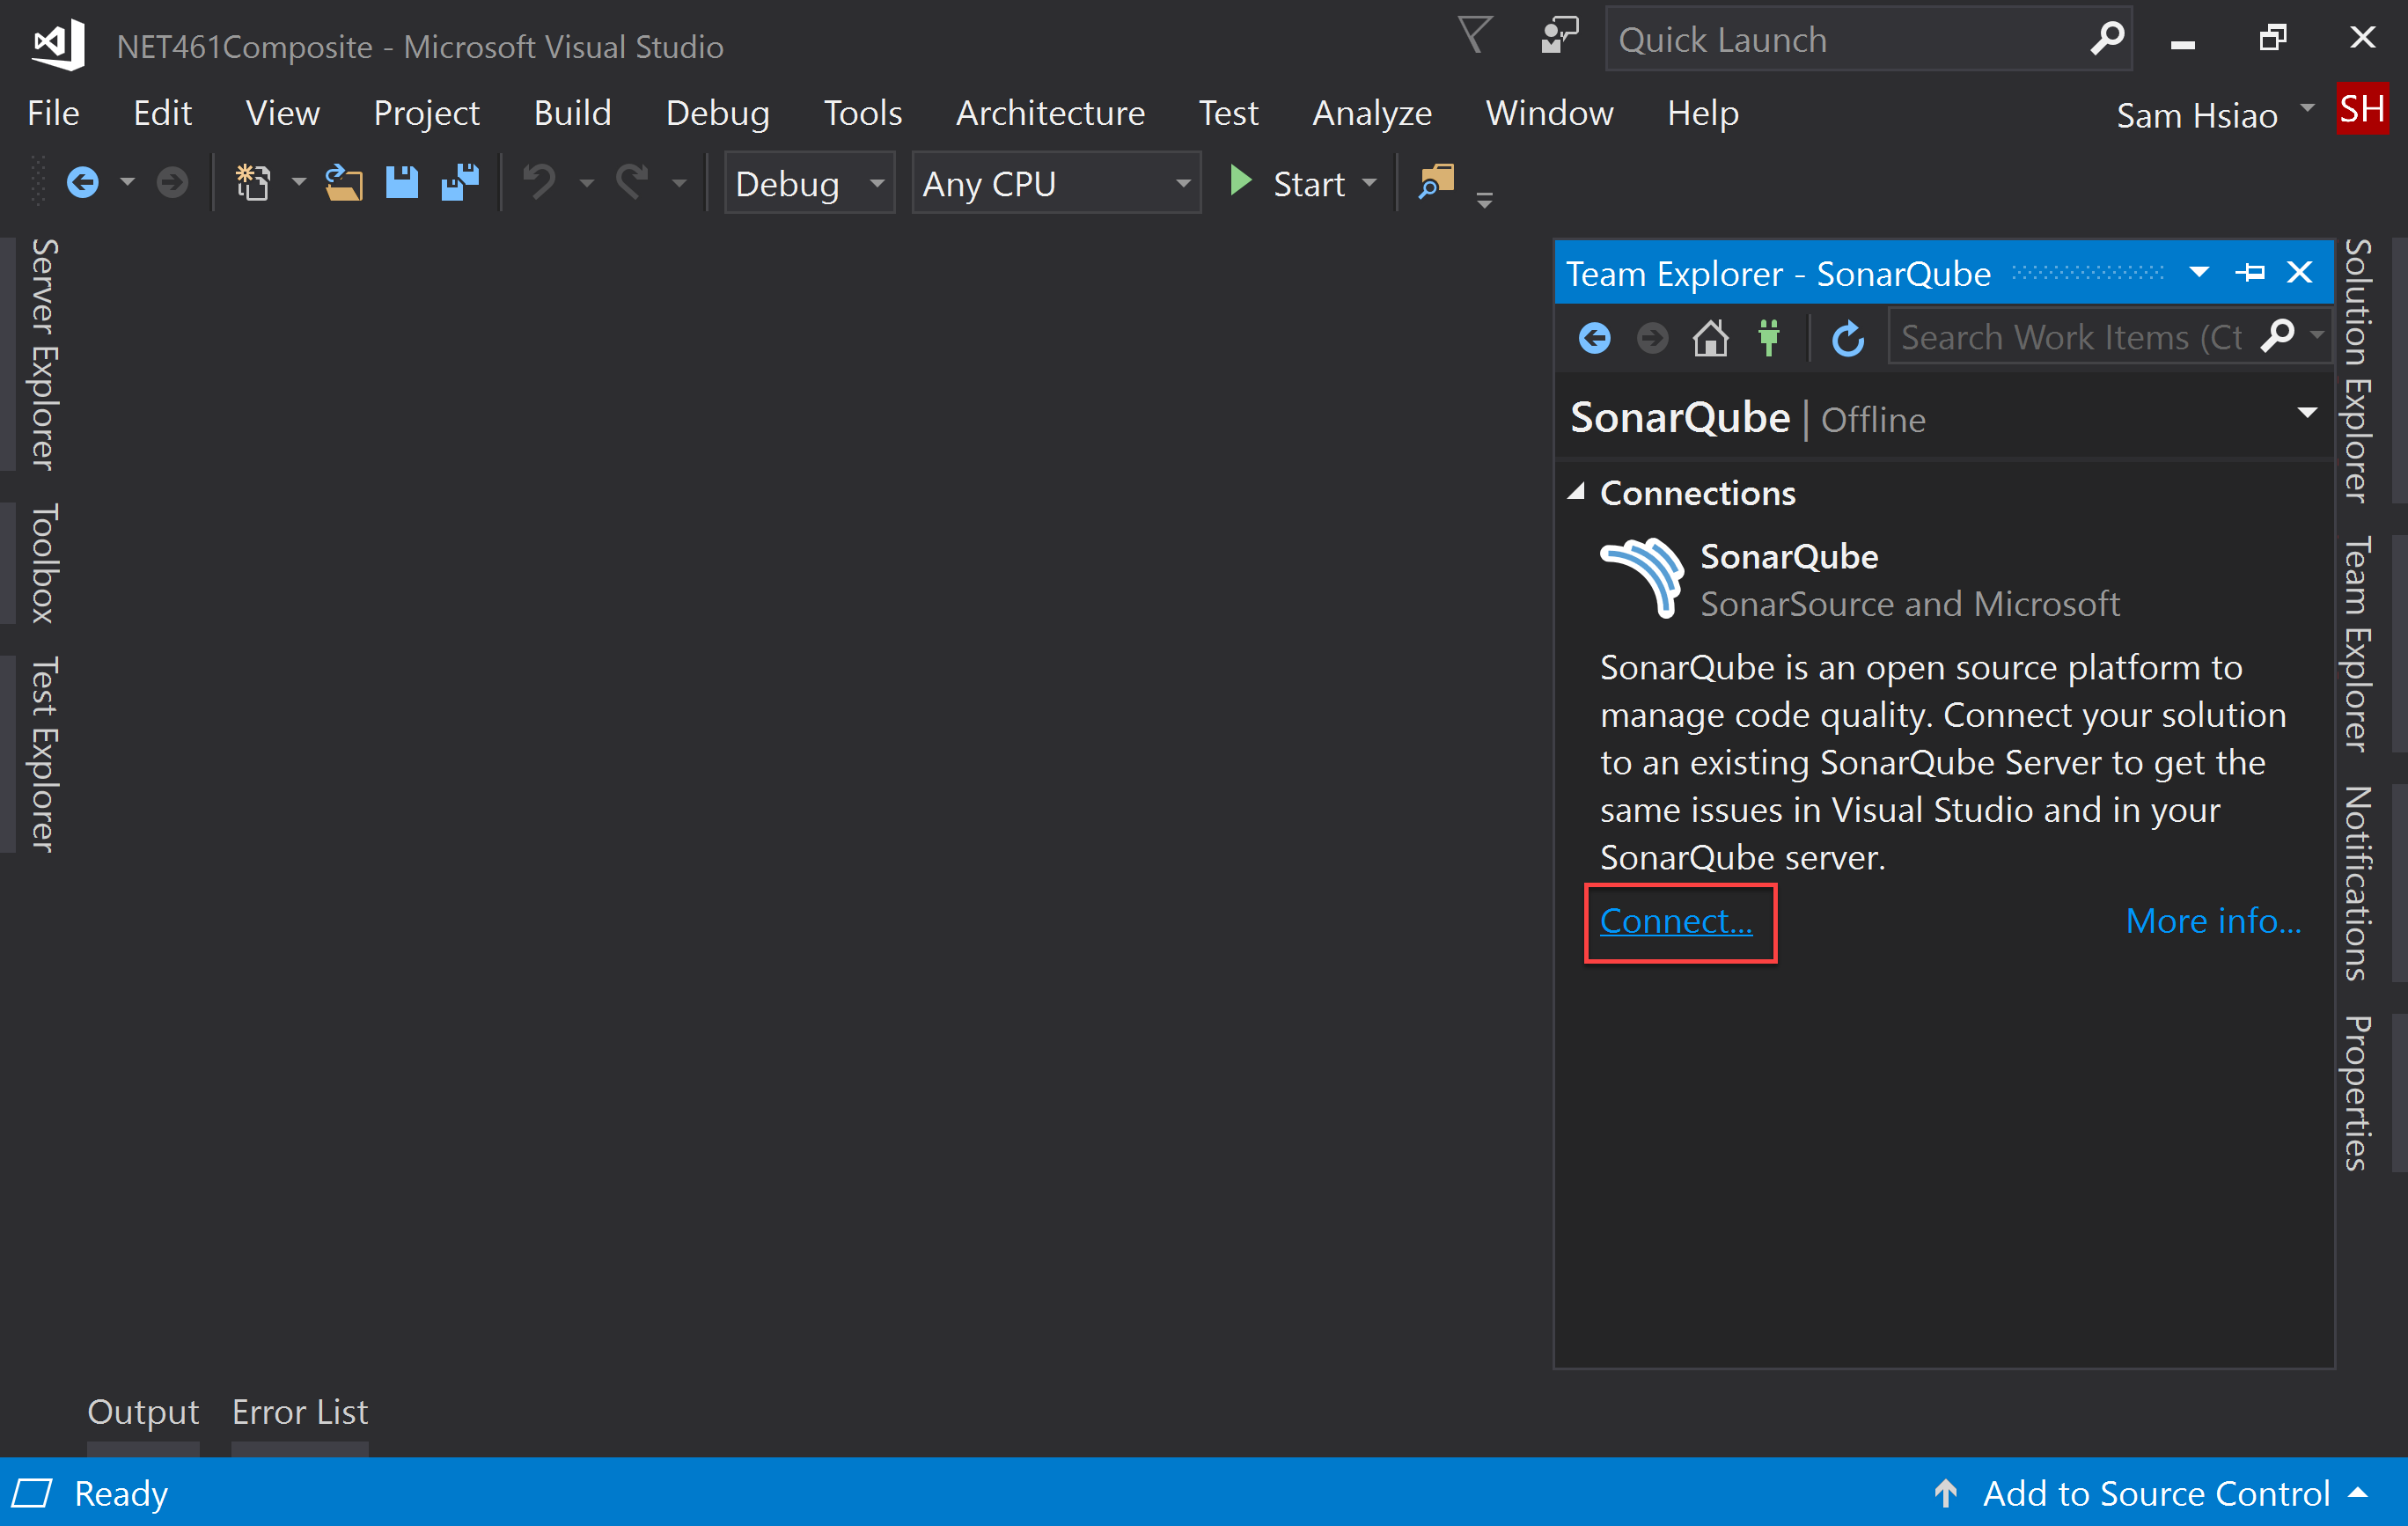 NET461Composite - Microsoft Visual Studio
Quick Launch
File Edit View Project Build Debug Tools Architecture Test Analyze Window Help
Sam Hsiao SH
Debug Any CPU Start
Server Explorer
Toolbox
Test Explorer
Team Explorer - SonarQube
Search Work Items (Ct
SonarQube | Offline
Connections
SonarQube
SonarSource and Microsoft
SonarQube is an open source platform to
manage code quality. Connect your solution
to an existing SonarQube Server to get the
same issues in Visual Studio and in your
SonarQube server.
Connect... More info...
Solution Explorer
Team Explorer
Notifications
Properties
Output Error List
Ready Add to Source Control